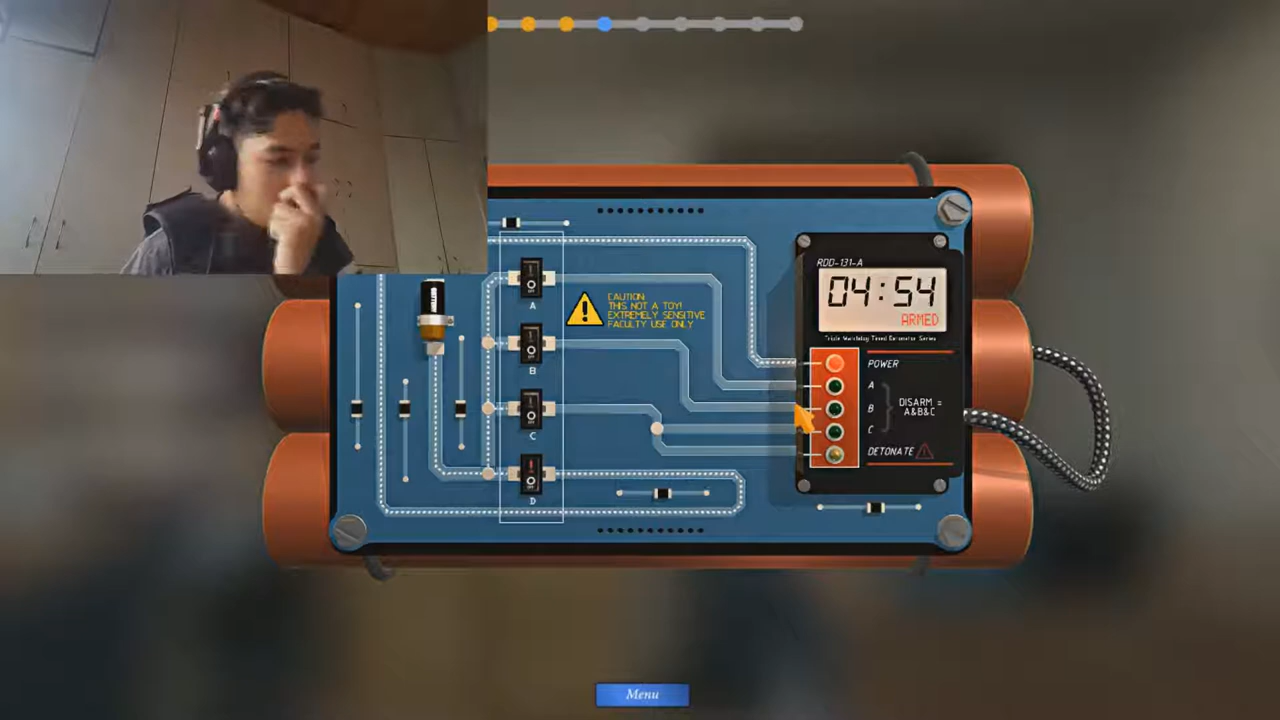 RDD-131-A
04:54
ARMED
Triple Watchdog Timed Detonator Series
CAUTION:
THIS NOT A TOY!
EXTREMELY SENSITIVE
FACULTY USE ONLY
POWER
A
B
C
DISARM =
A&B&C
DETONATE
A
B
C
D
Menu